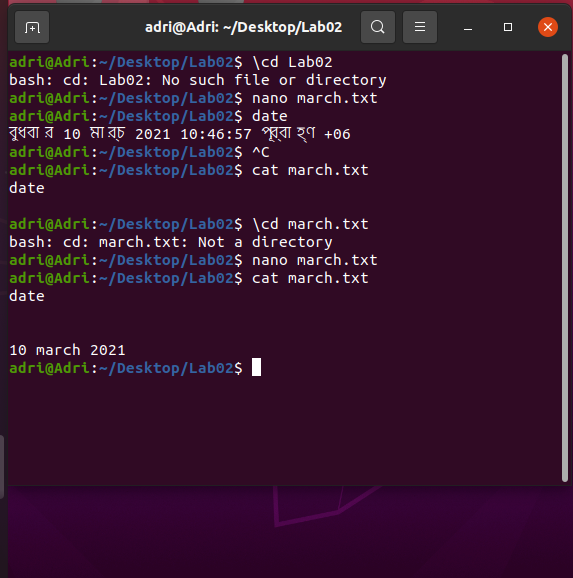 adri@Adri: ~/Desktop/Lab02
adri@Adri:~/Desktop/Lab02$ \cd Lab02
bash: cd: Lab02: No such file or directory
adri@Adri:~/Desktop/Lab02$ nano march.txt
adri@Adri:~/Desktop/Lab02$ date
বুধবার 10 মার্চ 2021 10:46:57 পূর্বাহ্ণ +06
adri@Adri:~/Desktop/Lab02$ ^C
adri@Adri:~/Desktop/Lab02$ cat march.txt
date
adri@Adri:~/Desktop/Lab02$ \cd march.txt
bash: cd: march.txt: Not a directory
adri@Adri:~/Desktop/Lab02$ nano march.txt
adri@Adri:~/Desktop/Lab02$ cat march.txt
date
10 march 2021
adri@Adri:~/Desktop/Lab02$